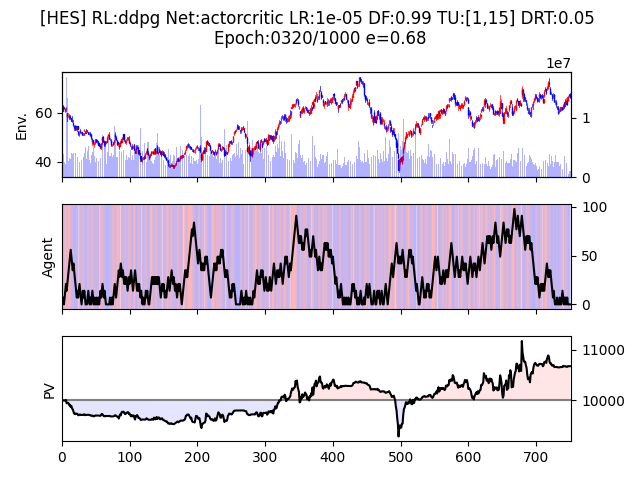 [HES] RL:ddpg Net:actorcritic LR:1e-05 DF:0.99 TU:[1,15] DRT:0.05
Epoch:0320/1000 e=0.68
1e7
Env.
60
40
1
0
Agent
100
50
0
PV
11000
10000
0 100 200 300 400 500 600 700